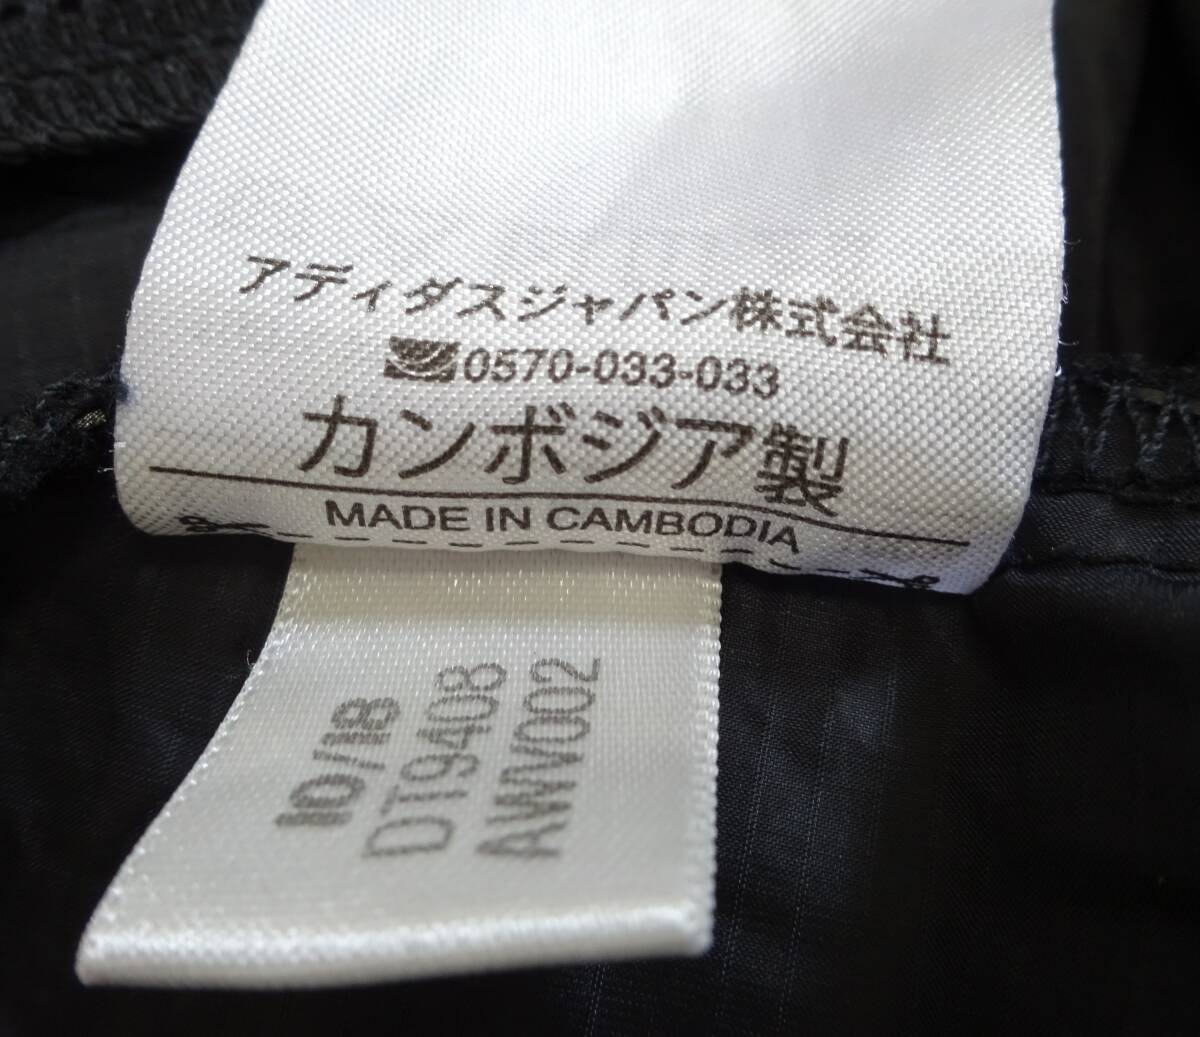 アディダスジャパン株式会社
0570-033-033
カンボジア製
MADE IN CAMBODIA
10/18
DT9408
AWV002